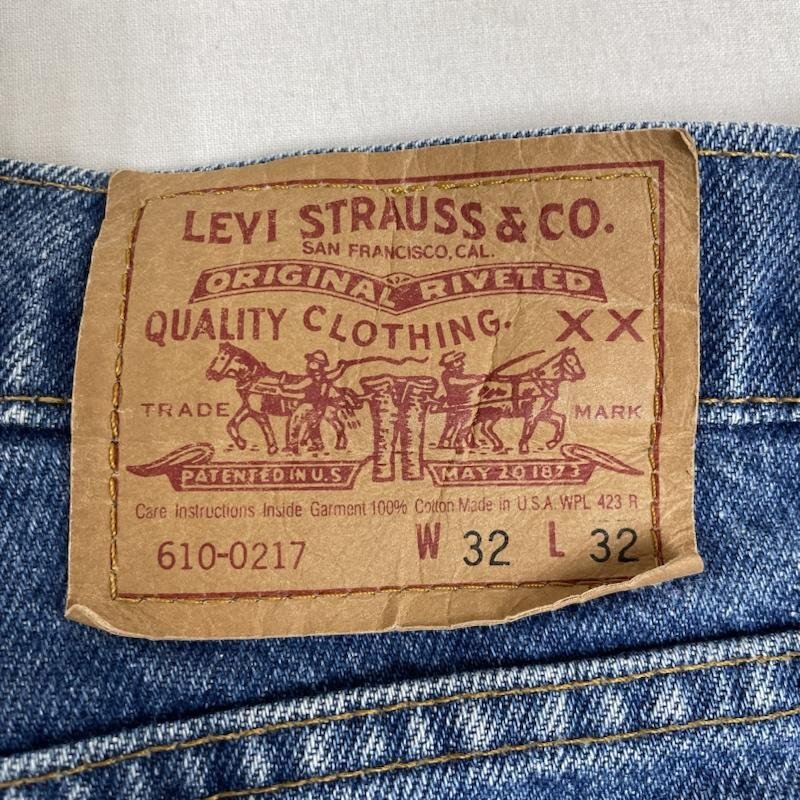 LEVI STRAUSS & CO.
SAN FRANCISCO, CAL.
ORIGINAL RIVETED
QUALITY CLOTHING. XX
TRADE MARK
PATENTED IN U.S MAY 20 1873
Care Instructions Inside Garment 100% Cotton Made in U.S.A. WPL 423 R
610-0217 W 32 L 32